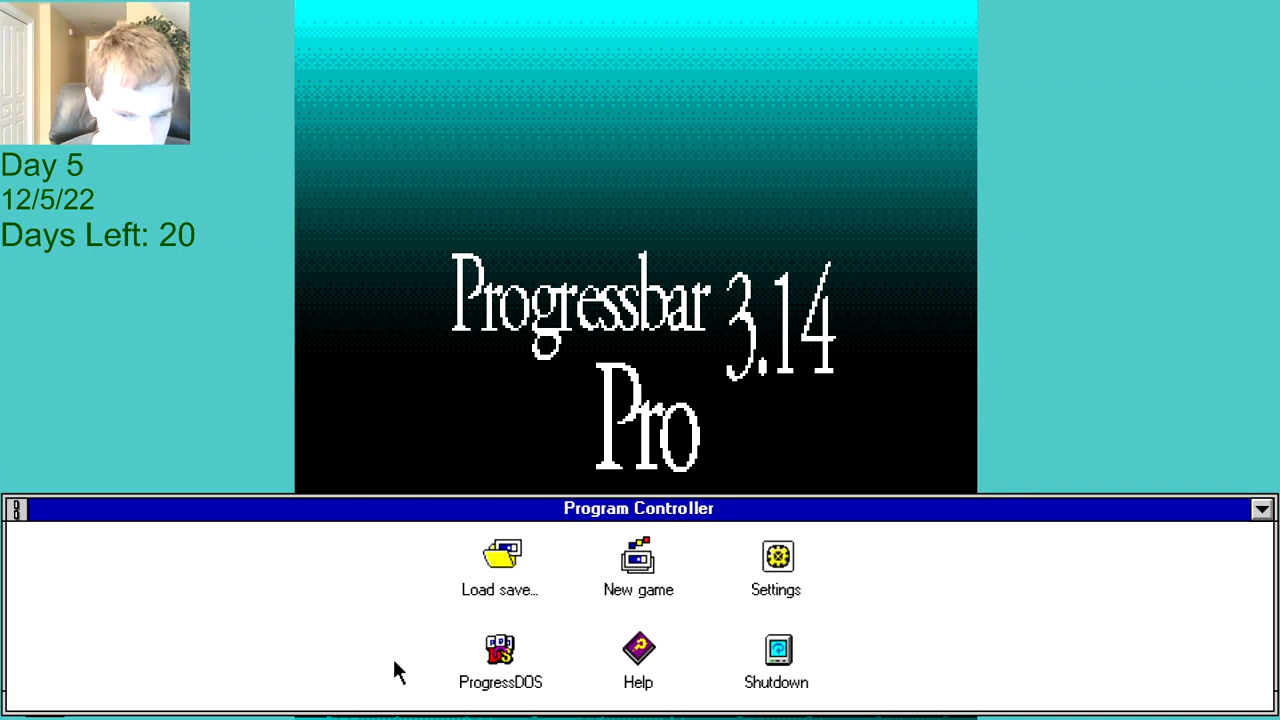 Day 5
12/5/22
Days Left: 20
Progressbar 3.14
Pro
Program Controller
Load save...
New game
Settings
ProgressDOS
Help
Shutdown